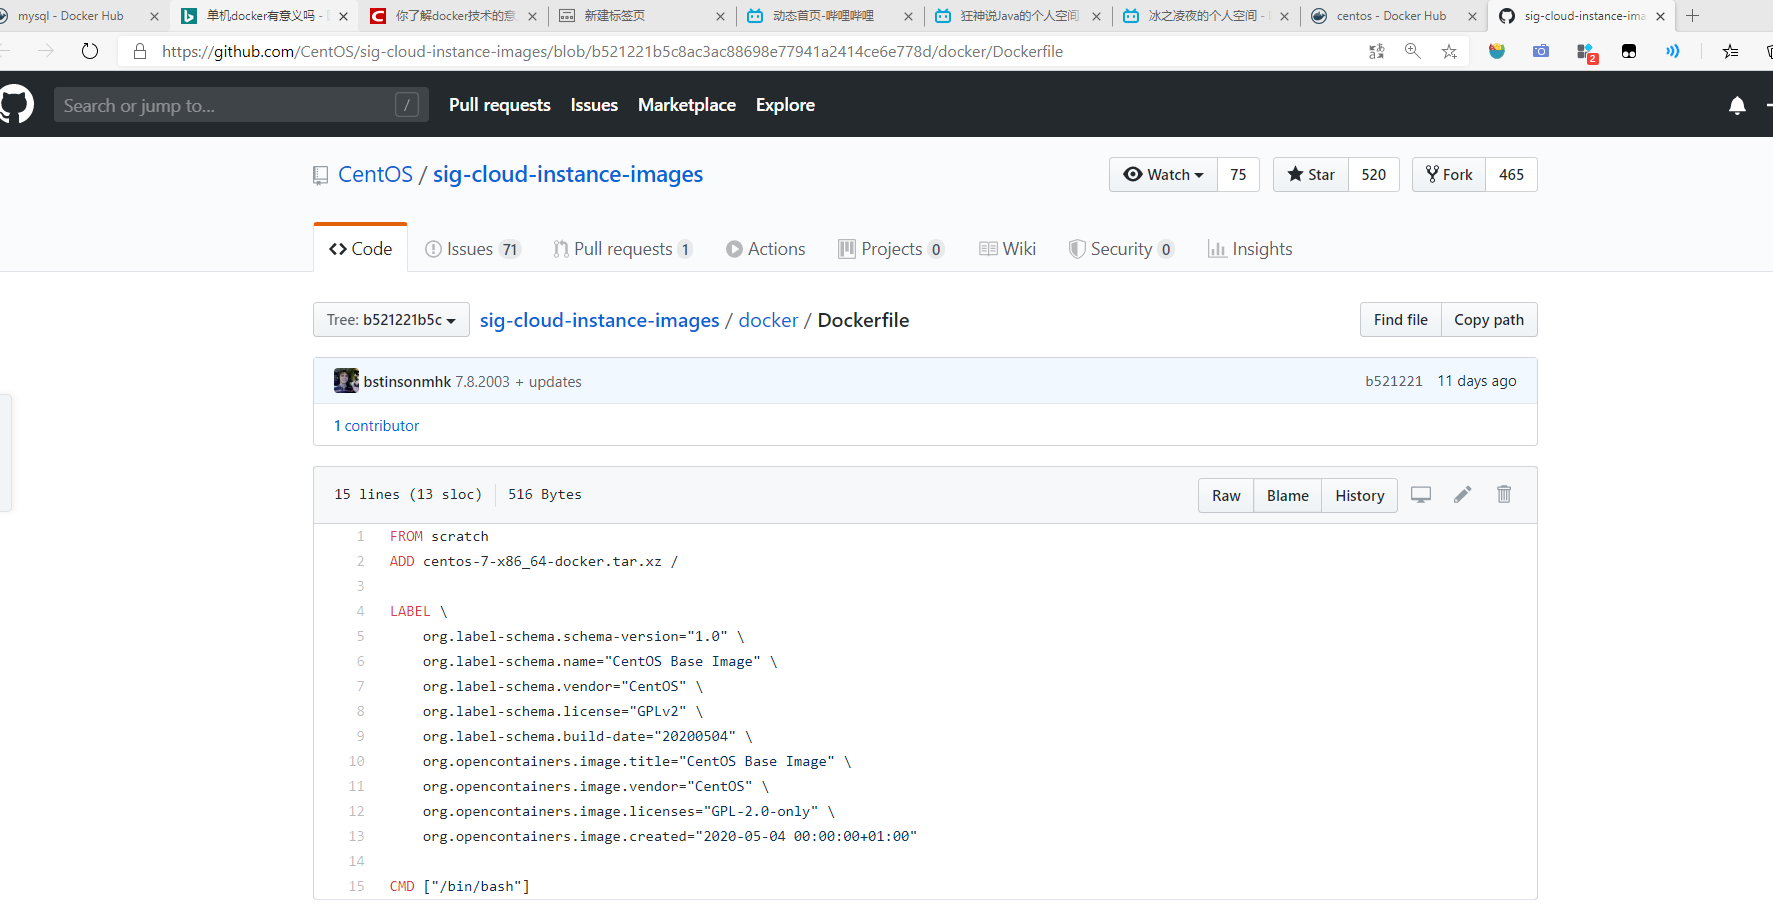 mysql - Docker Hub
单机docker有意义吗 -
你了解docker技术的意
新建标签页
动态首页-哔哩哔哩
狂神说Java的个人空间
冰之凌夜的个人空间 -
centos - Docker Hub
sig-cloud-instance-ima
https://github.com/CentOS/sig-cloud-instance-images/blob/b521221b5c8ac3ac88698e77941a2414ce6e778d/docker/Dockerfile
2
Search or jump to... /
Pull requests Issues Marketplace Explore
CentOS / sig-cloud-instance-images
Watch 75 Star 520 Fork 465
Code Issues 71 Pull requests 1 Actions Projects 0 Wiki Security 0 Insights
Tree: b521221b5c sig-cloud-instance-images / docker / Dockerfile Find file Copy path
bstinsonmhk 7.8.2003 + updates b521221 11 days ago
1 contributor
15 lines (13 sloc) 516 Bytes Raw Blame History
1 FROM scratch
2 ADD centos-7-x86_64-docker.tar.xz /
3
4 LABEL \
5 org.label-schema.schema-version="1.0" \
6 org.label-schema.name="CentOS Base Image" \
7 org.label-schema.vendor="CentOS" \
8 org.label-schema.license="GPLv2" \
9 org.label-schema.build-date="20200504" \
10 org.opencontainers.image.title="CentOS Base Image" \
11 org.opencontainers.image.vendor="CentOS" \
12 org.opencontainers.image.licenses="GPL-2.0-only" \
13 org.opencontainers.image.created="2020-05-04 00:00:00+01:00"
14
15 CMD ["/bin/bash"]